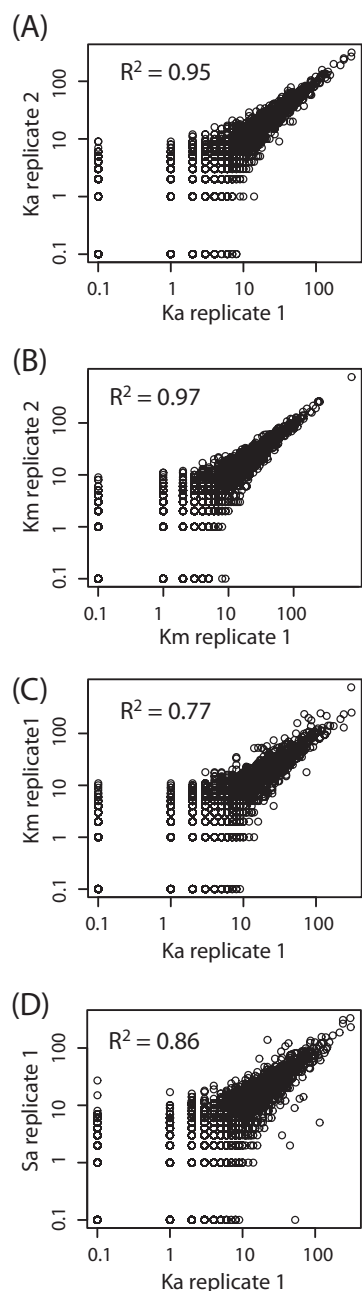 (A)
R² = 0.95
Ka replicate 2
100
10
1
0.1
0.1 1 10 100
Ka replicate 1
(B)
R² = 0.97
Km replicate 2
100
10
1
0.1
0.1 1 10 100
Km replicate 1
(C)
R² = 0.77
Km replicate1
100
10
1
0.1
0.1 1 10 100
Ka replicate 1
(D)
R² = 0.86
Sa replicate 1
100
10
1
0.1
0.1 1 10 100
Ka replicate 1